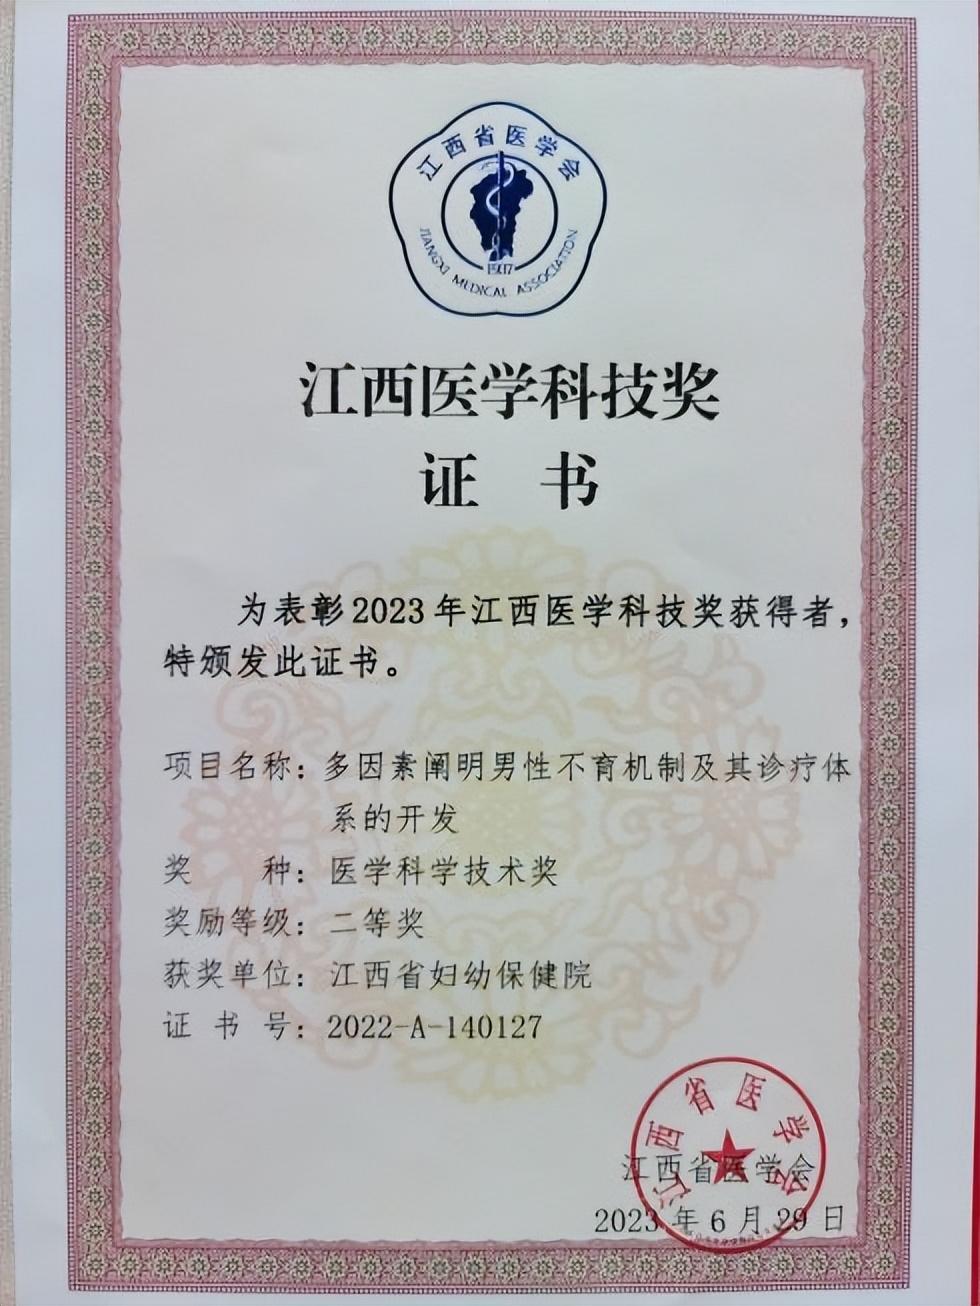 江西省医学会
1917
JIANGXI MEDICAL ASSOCIATION
江西医学科技奖
证 书
为表彰2023年江西医学科技奖获得者，
特颁发此证书。
项目名称：多因素阐明男性不育机制及其诊疗体
系的开发
奖 种：医学科学技术奖
奖励等级：二等奖
获奖单位：江西省妇幼保健院
证 书 号：2022-A-140127
江西省医学会
江西省医学会
2023年6月29日